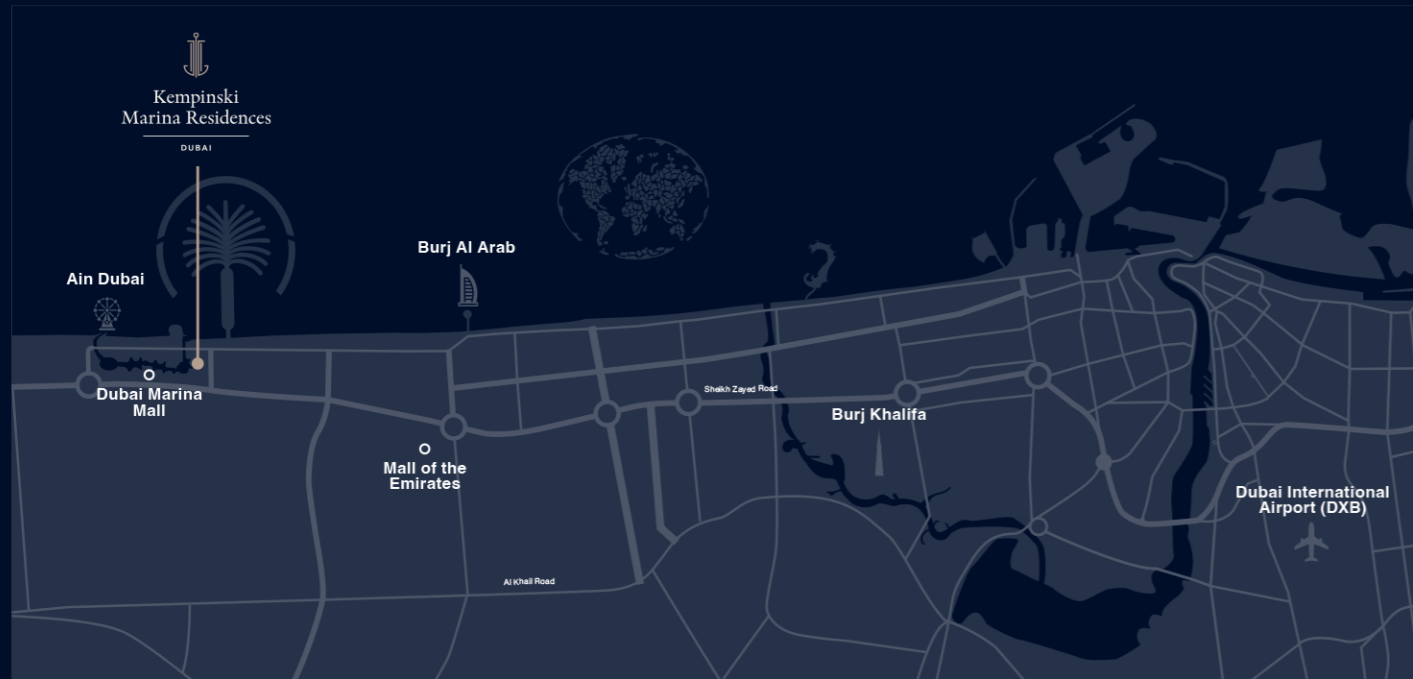 Kempinski
Marina Residences
DUBAI
Burj Al Arab
Ain Dubai
Dubai Marina
Mall
Sheikh Zayed Road
Burj Khalifa
Mall of the
Emirates
Dubai International
Airport (DXB)
Al Khail Road